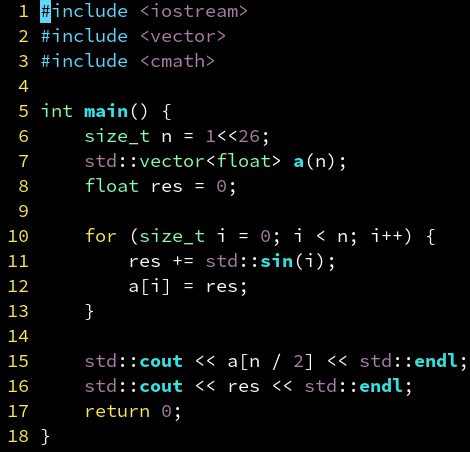 1 #include <iostream>
2 #include <vector>
3 #include <cmath>
4
5 int main() {
6     size_t n = 1<<26;
7     std::vector<float> a(n);
8     float res = 0;
9
10     for (size_t i = 0; i < n; i++) {
11         res += std::sin(i);
12         a[i] = res;
13     }
14
15     std::cout << a[n / 2] << std::endl;
16     std::cout << res << std::endl;
17     return 0;
18 }